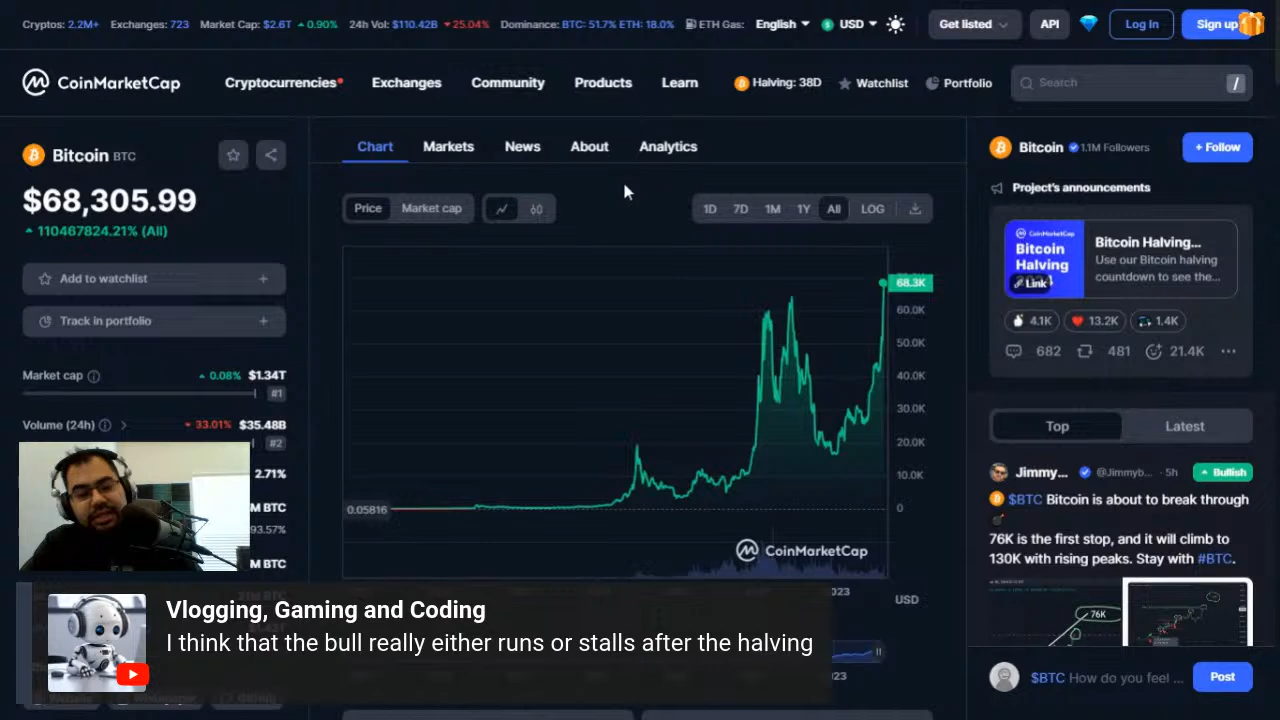 Cryptos: 2.2M+ Exchanges: 723 Market Cap: $2.6T 0.90% 24h Vol: $110.42B 25.04% Dominance: BTC: 51.7% ETH: 18.0% ETH Gas: English USD Get listed API Log In Sign up
CoinMarketCap Cryptocurrencies Exchanges Community Products Learn Halving: 38D Watchlist Portfolio Search /
Bitcoin BTC
$68,305.99
110467824.21% (All)
Add to watchlist +
Track in portfolio +
Market cap 0.08% $1.34T
#1
Volume (24h) 33.01% $35.48B
#2
2.71%
M BTC
93.57%
M BTC
Chart Markets News About Analytics
Price Market cap 1D 7D 1M 1Y All LOG
68.3K
60.0K
50.0K
40.0K
30.0K
20.0K
10.0K
0
0.05816
CoinMarketCap
2023
USD
2023
Bitcoin 1.1M Followers + Follow
Project's announcements
CoinMarketCap
Bitcoin
Halving
Link
Bitcoin Halving...
Use our Bitcoin halving
countdown to see the...
4.1K 13.2K 1.4K
682 481 21.4K
Top Latest
Jimmy... @Jimmyb... · 5h Bullish
$BTC Bitcoin is about to break through
76K is the first stop, and it will climb to
130K with rising peaks. Stay with #BTC.
76K
$BTC How do you feel ... Post
Vlogging, Gaming and Coding
I think that the bull really either runs or stalls after the halving